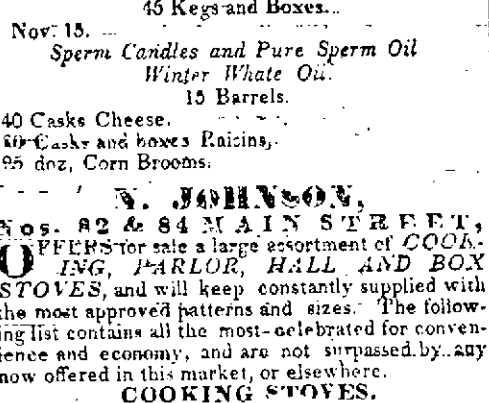 45 Kegs and Boxes.
Nov. 15.
Sperm Candles and Pure Sperm Oil
Winter Whale Oil.
15 Barrels.
40 Casks Cheese.
Casks and boxes Raisins,
95 doz, Corn Brooms.
N. JOHNSON,
Nos. 82 & 84 MAIN STREET,
OFFERS for sale a large assortment of COOK-
ING, PARLOR, HALL AND BOX
STOVES, and will keep constantly supplied with
the most approved patterns and sizes. The follow-
ing list contains all the most celebrated for conven-
ience and economy, and are not surpassed by any
now offered in this market, or elsewhere.
COOKING STOVES.